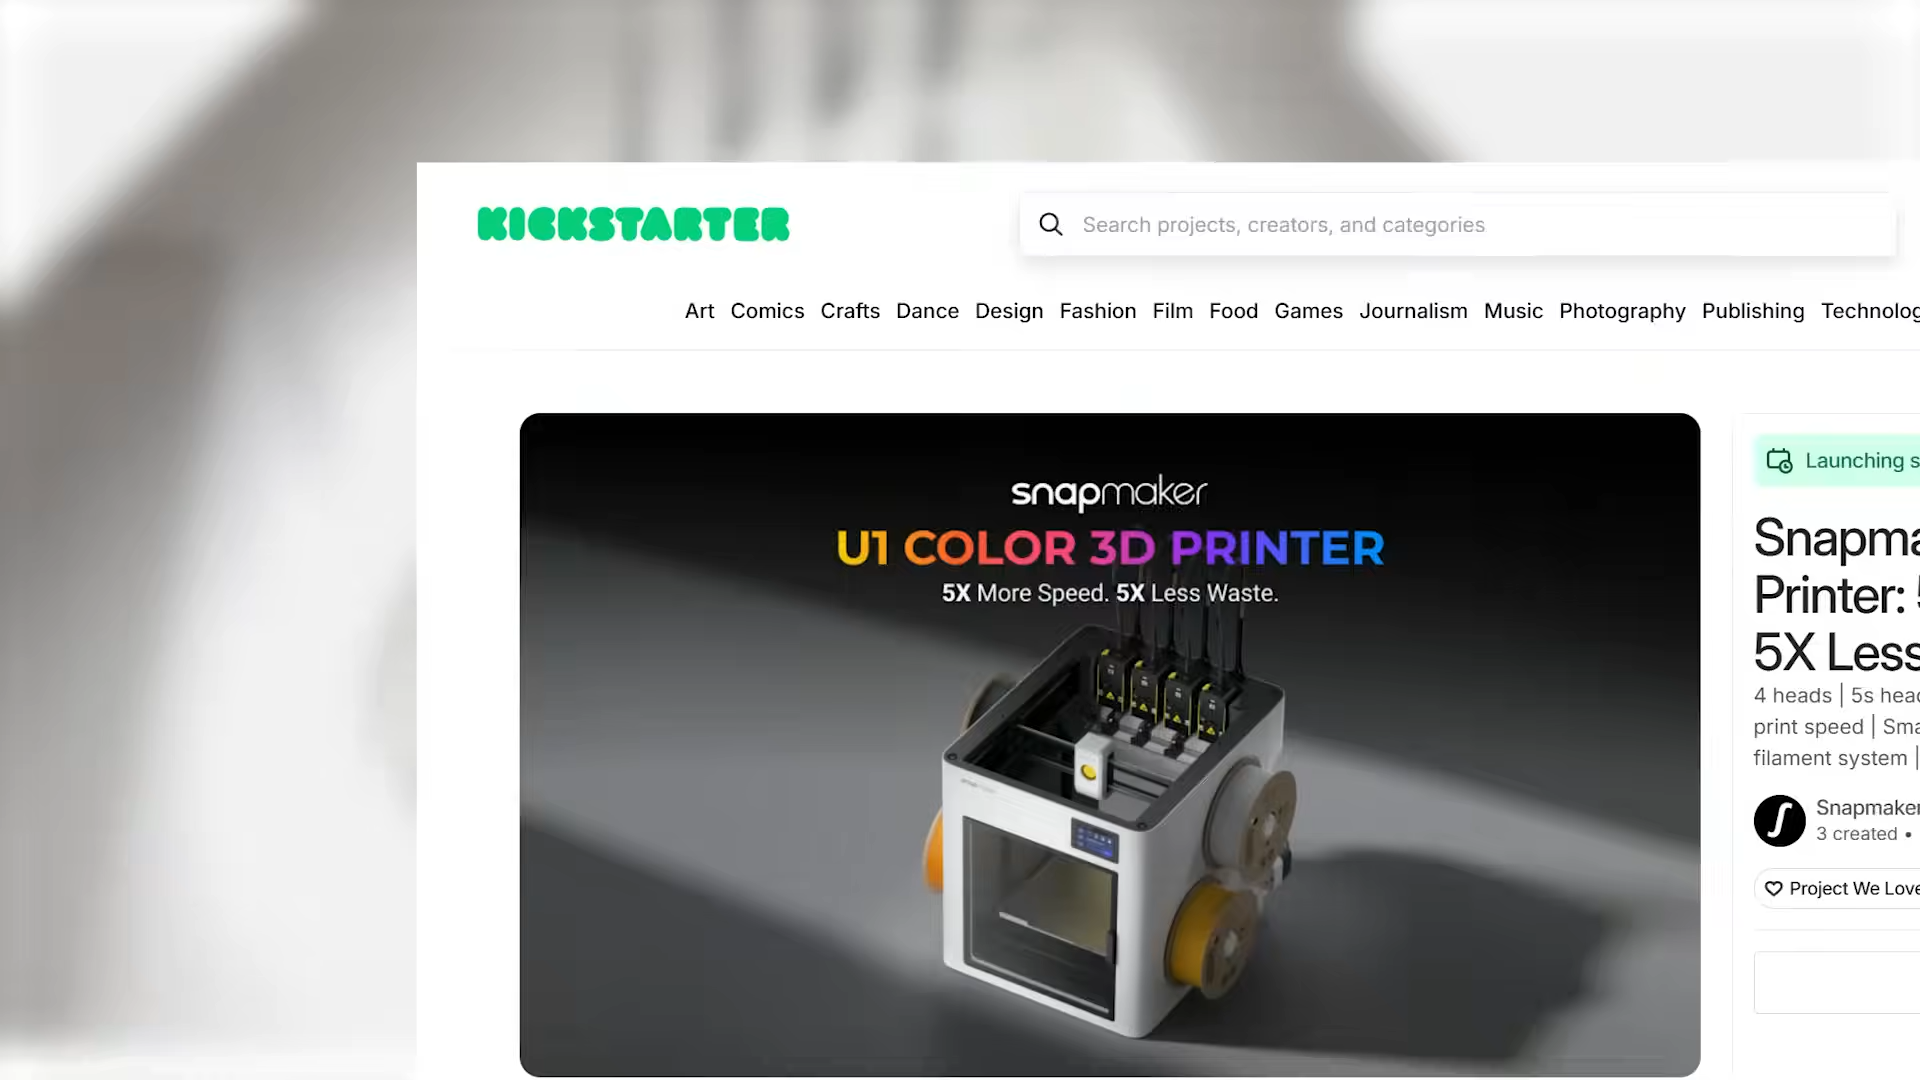 KICKSTARTER
Search projects, creators, and categories
Art Comics Crafts Dance Design Fashion Film Food Games Journalism Music Photography Publishing Technolog
snapmaker
U1 COLOR 3D PRINTER
5X More Speed. 5X Less Waste.
Launching s
Snapma
Printer: 5
5X Less
4 heads | 5s head
print speed | Sma
filament system |
Snapmaker
3 created •
Project We Love